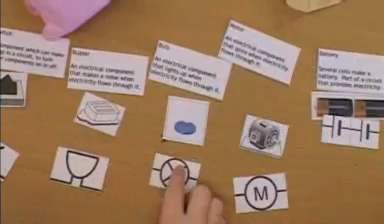 component which can make
in a circuit, to turn
components on or off.
Buzzer
An electrical component
that makes a noise when
electricity flows through it.
Bulb
An electrical component
that lights up when
electricity flows
through it.
Motor
An electrical component
that spins when electricity
flows through it.
Battery
Several cells make a
battery. Part of a circuit
that provides electricity.
M